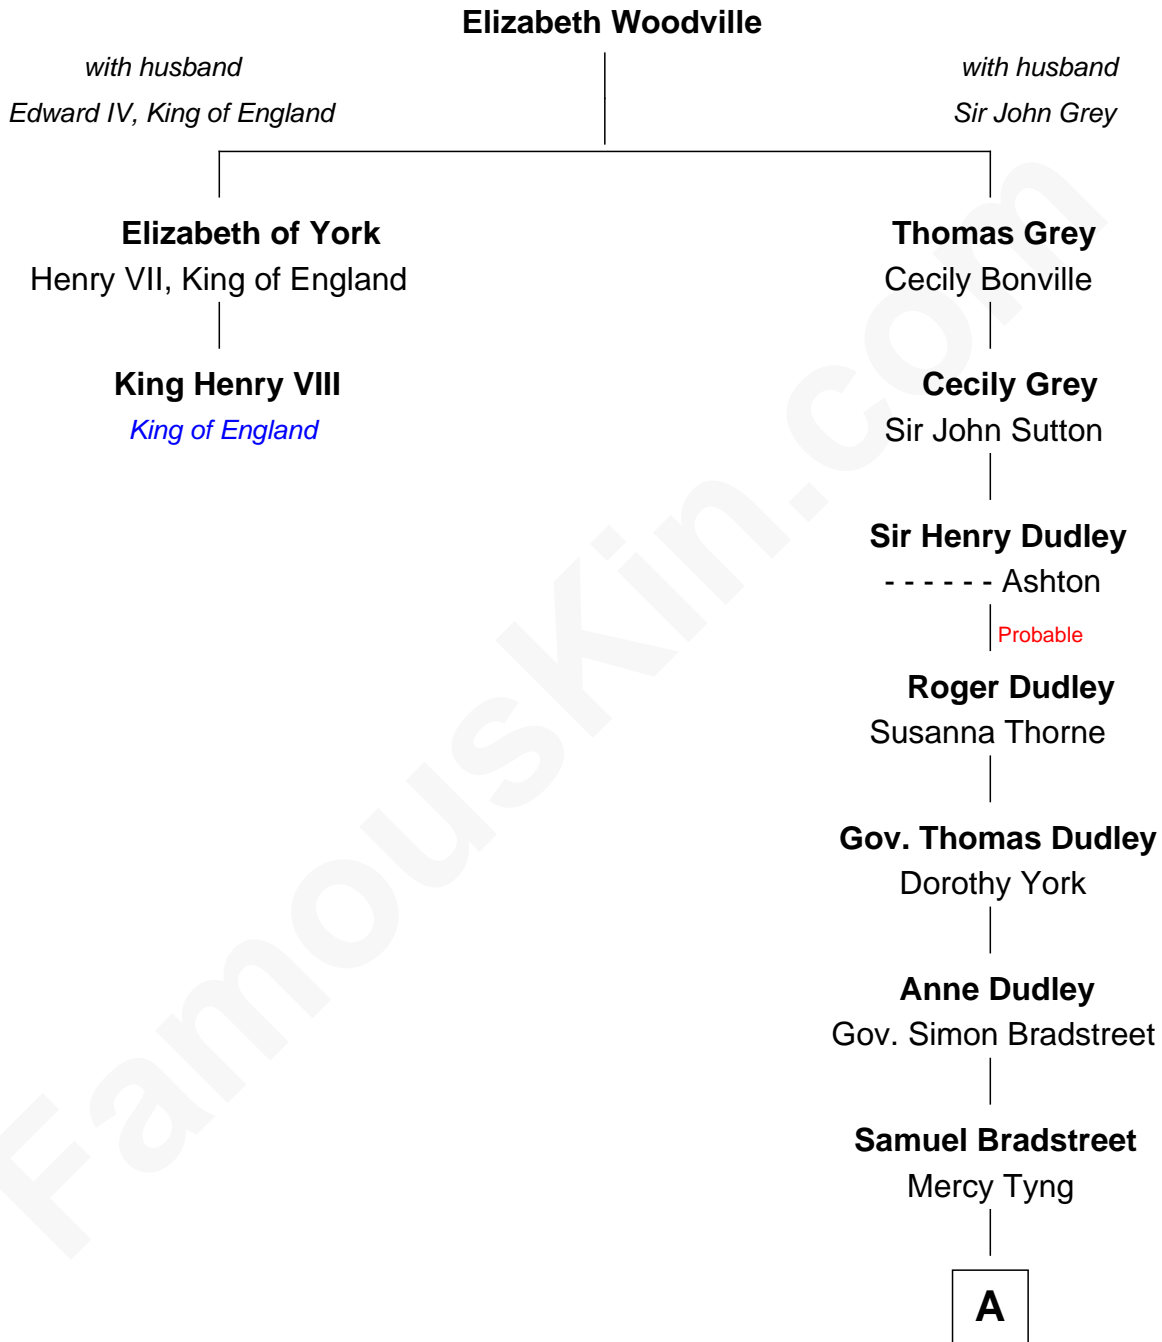 Elizabeth Woodville
with husband
Edward IV, King of England
with husband
Sir John Grey
Elizabeth of York
Henry VII, King of England
King Henry VIII
King of England
Thomas Grey
Cecily Bonville
Cecily Grey
Sir John Sutton
Sir Henry Dudley
- - - - - - Ashton
Probable
Roger Dudley
Susanna Thorne
Gov. Thomas Dudley
Dorothy York
Anne Dudley
Gov. Simon Bradstreet
Samuel Bradstreet
Mercy Tyng
A
FamousKin.com